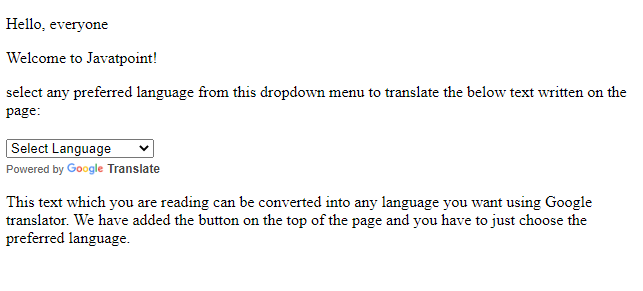 Hello, everyone
Welcome to Javatpoint!
select any preferred language from this dropdown menu to translate the below text written on the
page:
Select Language
Powered by Google Translate
This text which you are reading can be converted into any language you want using Google
translator. We have added the button on the top of the page and you have to just choose the
preferred language.